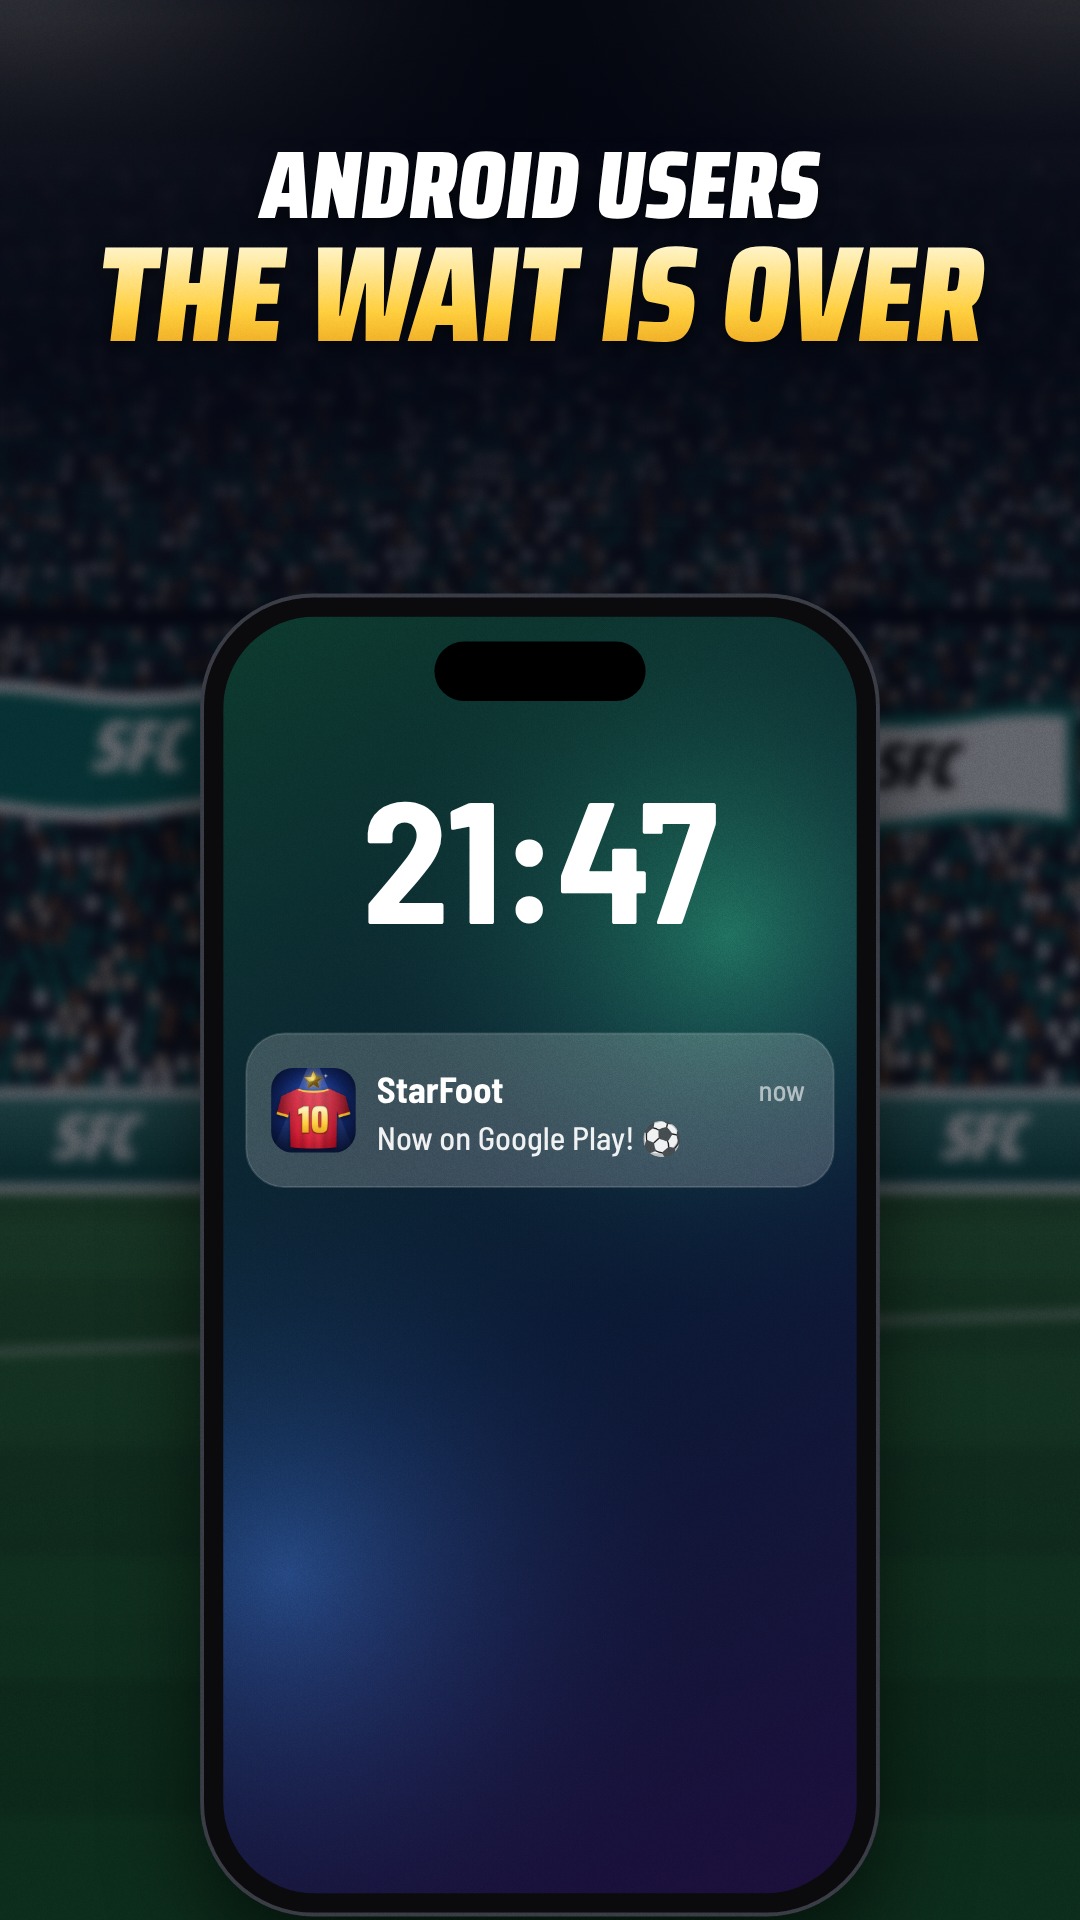 ANDROID USERS
THE WAIT IS OVER
SFC
SFC
21:47
10
StarFoot
now
Now on Google Play! ⚽
SFC
SFC